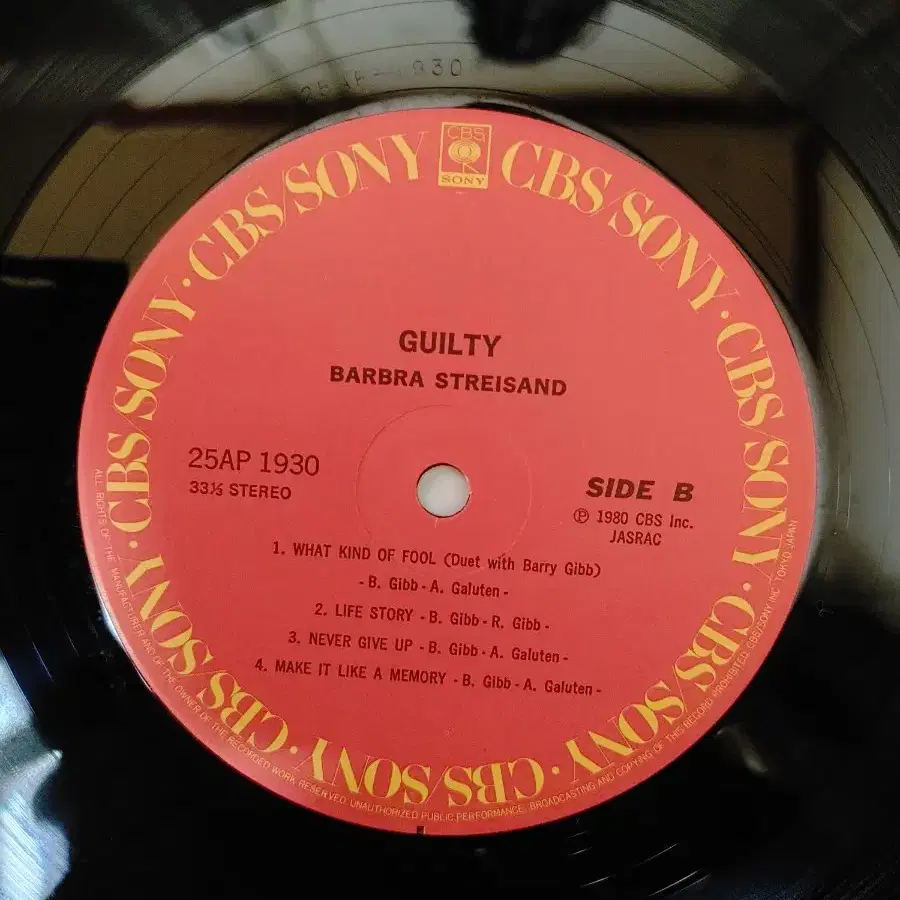 25AP-1930
CBS
SONY
CBS/SONY · CBS/SONY · CBS/SONY · CBS/SONY · CBS/SONY · CBS/SONY · CBS/SONY · CBS/SONY
GUILTY
BARBRA STREISAND
25AP 1930
33⅓ STEREO
SIDE B
Ⓟ 1980 CBS Inc.
JASRAC
1. WHAT KIND OF FOOL (Duet with Barry Gibb)
- B. Gibb - A. Galuten -
2. LIFE STORY - B. Gibb - R. Gibb -
3. NEVER GIVE UP - B. Gibb - A. Galuten -
4. MAKE IT LIKE A MEMORY - B. Gibb - A. Galuten -
ALL RIGHTS OF THE MANUFACTURER AND OF THE OWNER OF THE RECORDED WORK RESERVED. UNAUTHORIZED PUBLIC PERFORMANCE, BROADCASTING AND COPYING OF THIS RECORD PROHIBITED CBS/SONY INC. TOKYO JAPAN